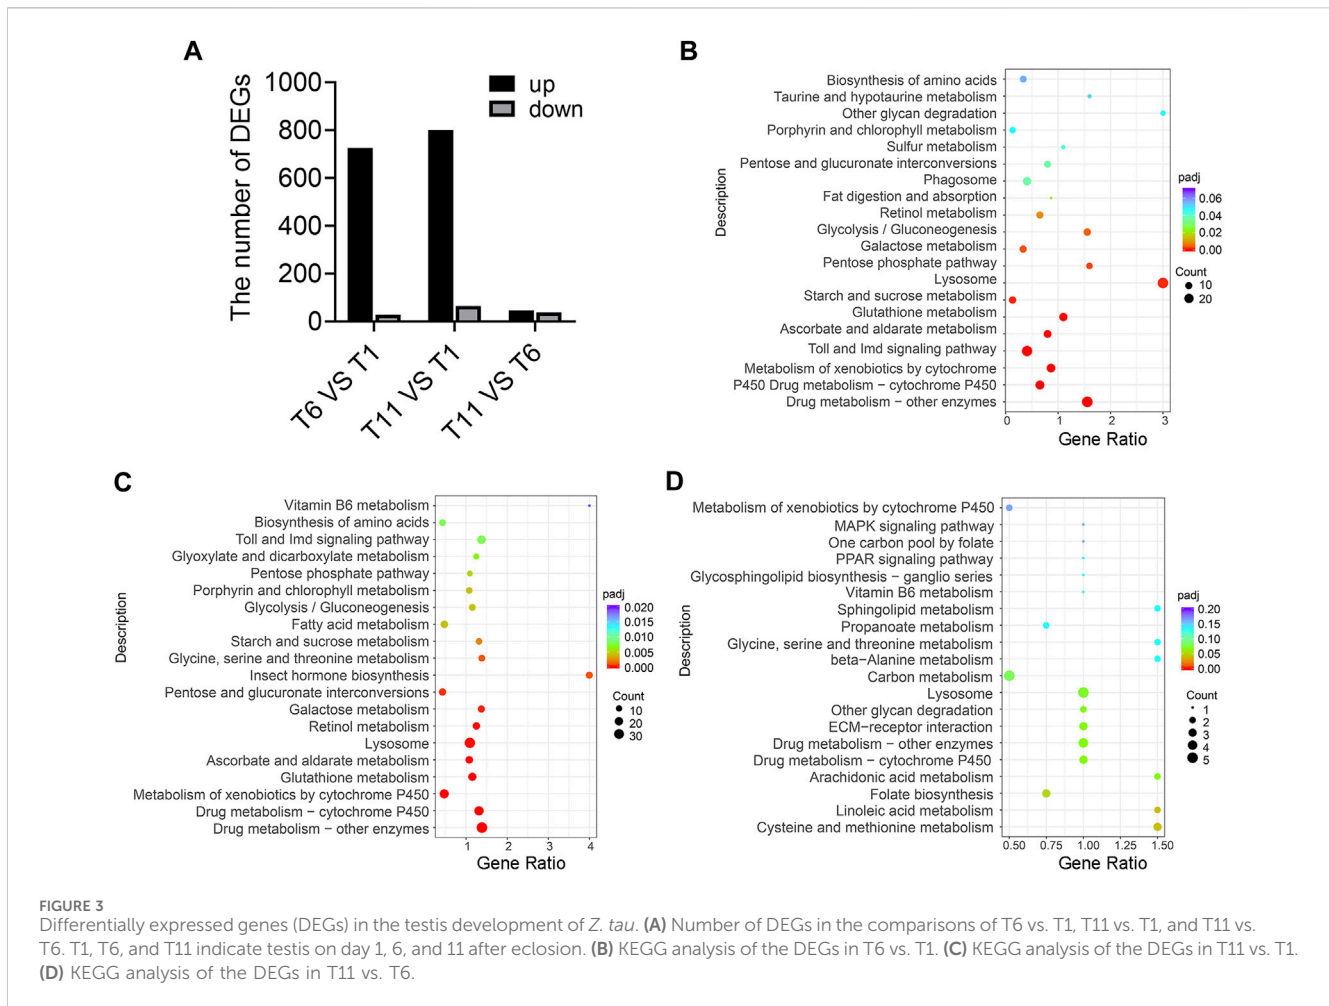 A
The number of DEGs
1000
800
600
400
200
0
up
down
T6 VS T1
T11 VS T1
T11 VS T6
B
Description
Biosynthesis of amino acids
Taurine and hypotaurine metabolism
Other glycan degradation
Porphyrin and chlorophyll metabolism
Sulfur metabolism
Pentose and glucuronate interconversions
Phagosome
Fat digestion and absorption
Retinol metabolism
Glycolysis / Gluconeogenesis
Galactose metabolism
Pentose phosphate pathway
Lysosome
Starch and sucrose metabolism
Glutathione metabolism
Ascorbate and aldarate metabolism
Toll and Imd signaling pathway
Metabolism of xenobiotics by cytochrome
P450 Drug metabolism − cytochrome P450
Drug metabolism − other enzymes
0 1 2 3
Gene Ratio
padj
0.06
0.04
0.02
0.00
Count
10
20
C
Description
Vitamin B6 metabolism
Biosynthesis of amino acids
Toll and Imd signaling pathway
Glyoxylate and dicarboxylate metabolism
Pentose phosphate pathway
Porphyrin and chlorophyll metabolism
Glycolysis / Gluconeogenesis
Fatty acid metabolism
Starch and sucrose metabolism
Glycine, serine and threonine metabolism
Insect hormone biosynthesis
Pentose and glucuronate interconversions
Galactose metabolism
Retinol metabolism
Lysosome
Ascorbate and aldarate metabolism
Glutathione metabolism
Metabolism of xenobiotics by cytochrome P450
Drug metabolism − cytochrome P450
Drug metabolism − other enzymes
1 2 3 4
Gene Ratio
padj
0.020
0.015
0.010
0.005
0.000
Count
10
20
30
D
Description
Metabolism of xenobiotics by cytochrome P450
MAPK signaling pathway
One carbon pool by folate
PPAR signaling pathway
Glycosphingolipid biosynthesis − ganglio series
Vitamin B6 metabolism
Sphingolipid metabolism
Propanoate metabolism
Glycine, serine and threonine metabolism
beta−Alanine metabolism
Carbon metabolism
Lysosome
Other glycan degradation
ECM−receptor interaction
Drug metabolism − other enzymes
Drug metabolism − cytochrome P450
Arachidonic acid metabolism
Folate biosynthesis
Linoleic acid metabolism
Cysteine and methionine metabolism
0.50 0.75 1.00 1.25 1.50
Gene Ratio
padj
0.20
0.15
0.10
0.05
0.00
Count
1
2
3
4
5
FIGURE 3
Differentially expressed genes (DEGs) in the testis development of Z. tau. (A) Number of DEGs in the comparisons of T6 vs. T1, T11 vs. T1, and T11 vs.
T6. T1, T6, and T11 indicate testis on day 1, 6, and 11 after eclosion. (B) KEGG analysis of the DEGs in T6 vs. T1. (C) KEGG analysis of the DEGs in T11 vs. T1.
(D) KEGG analysis of the DEGs in T11 vs. T6.